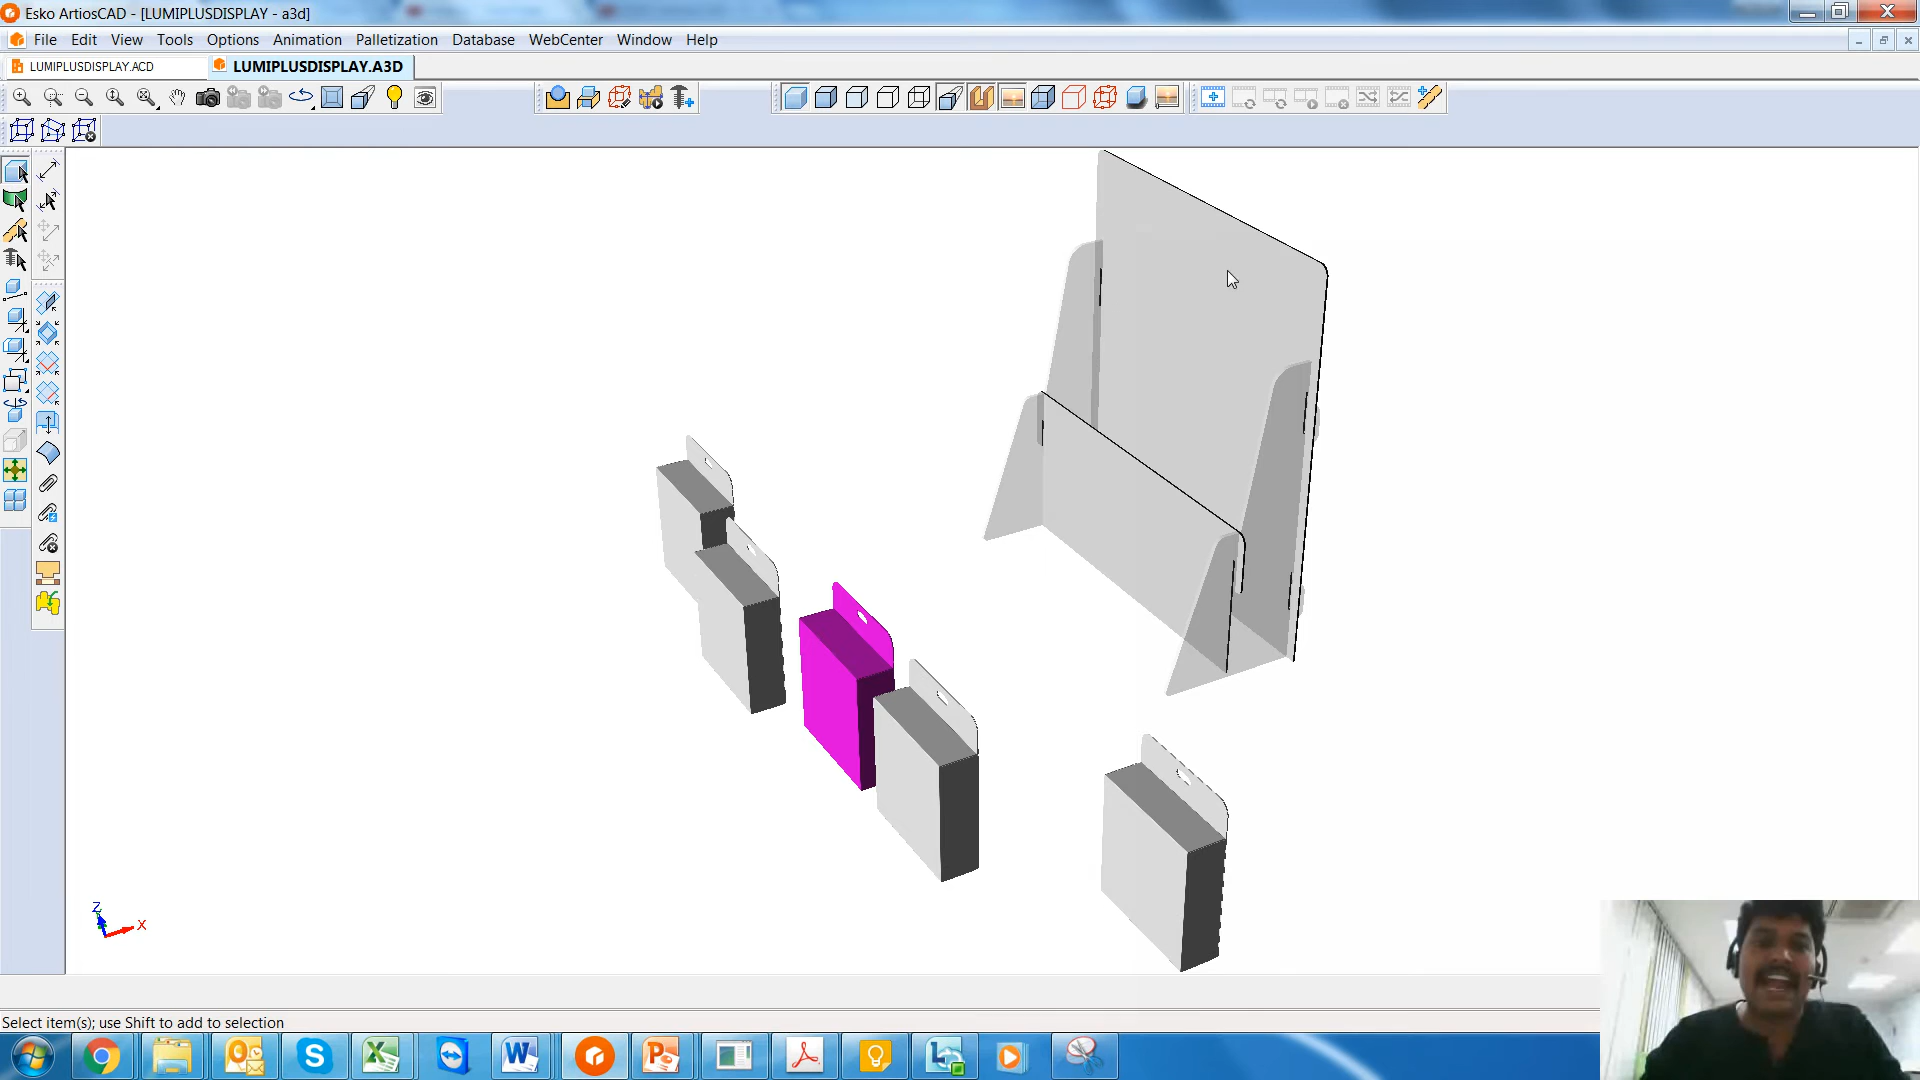 Esko ArtiosCAD - [LUMIPLUSDISPLAY - a3d]
File Edit View Tools Options Animation Palletization Database WebCenter Window Help
LUMIPLUSDISPLAY.ACD LUMIPLUSDISPLAY.A3D
Z
X
Select item(s); use Shift to add to selection